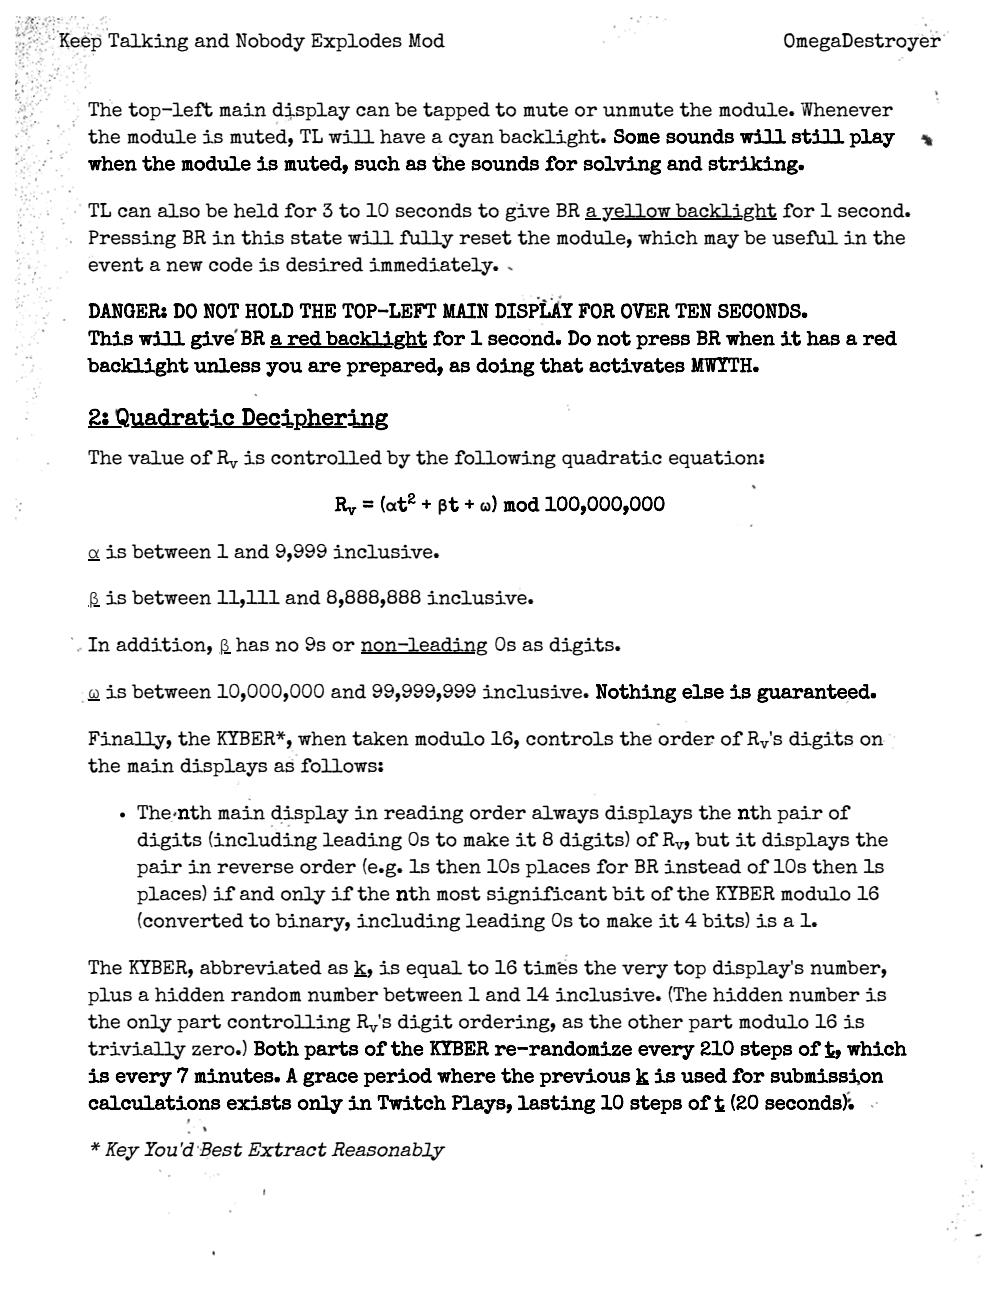 Keep Talking and Nobody Explodes Mod
OmegaDestroyer
The top-left main display can be tapped to mute or unmute the module. Whenever
the module is muted, TL will have a cyan backlight. Some sounds will still play
when the module is muted, such as the sounds for solving and striking.
TL can also be held for 3 to 10 seconds to give BR a yellow backlight for 1 second.
Pressing BR in this state will fully reset the module, which may be useful in the
event a new code is desired immediately.
DANGER: DO NOT HOLD THE TOP-LEFT MAIN DISPLAY FOR OVER TEN SECONDS.
This will give BR a red backlight for 1 second. Do not press BR when it has a red
backlight unless you are prepared, as doing that activates MWYTH.
2: Quadratic Deciphering
The value of Rᵥ is controlled by the following quadratic equation:
Rᵥ = (αt² + βt + ω) mod 100,000,000
α is between 1 and 9,999 inclusive.
β is between 11,111 and 8,888,888 inclusive.
In addition, β has no 9s or non-leading 0s as digits.
ω is between 10,000,000 and 99,999,999 inclusive. Nothing else is guaranteed.
Finally, the KYBER*, when taken modulo 16, controls the order of Rᵥ's digits on
the main displays as follows:
• The nth main display in reading order always displays the nth pair of
digits (including leading 0s to make it 8 digits) of Rᵥ, but it displays the
pair in reverse order (e.g. 1s then 10s places for BR instead of 10s then 1s
places) if and only if the nth most significant bit of the KYBER modulo 16
(converted to binary, including leading 0s to make it 4 bits) is a 1.
The KYBER, abbreviated as k, is equal to 16 times the very top display's number,
plus a hidden random number between 1 and 14 inclusive. (The hidden number is
the only part controlling Rᵥ's digit ordering, as the other part modulo 16 is
trivially zero.) Both parts of the KYBER re-randomize every 210 steps of t, which
is every 7 minutes. A grace period where the previous k is used for submission
calculations exists only in Twitch Plays, lasting 10 steps of t (20 seconds).
* Key You'd Best Extract Reasonably